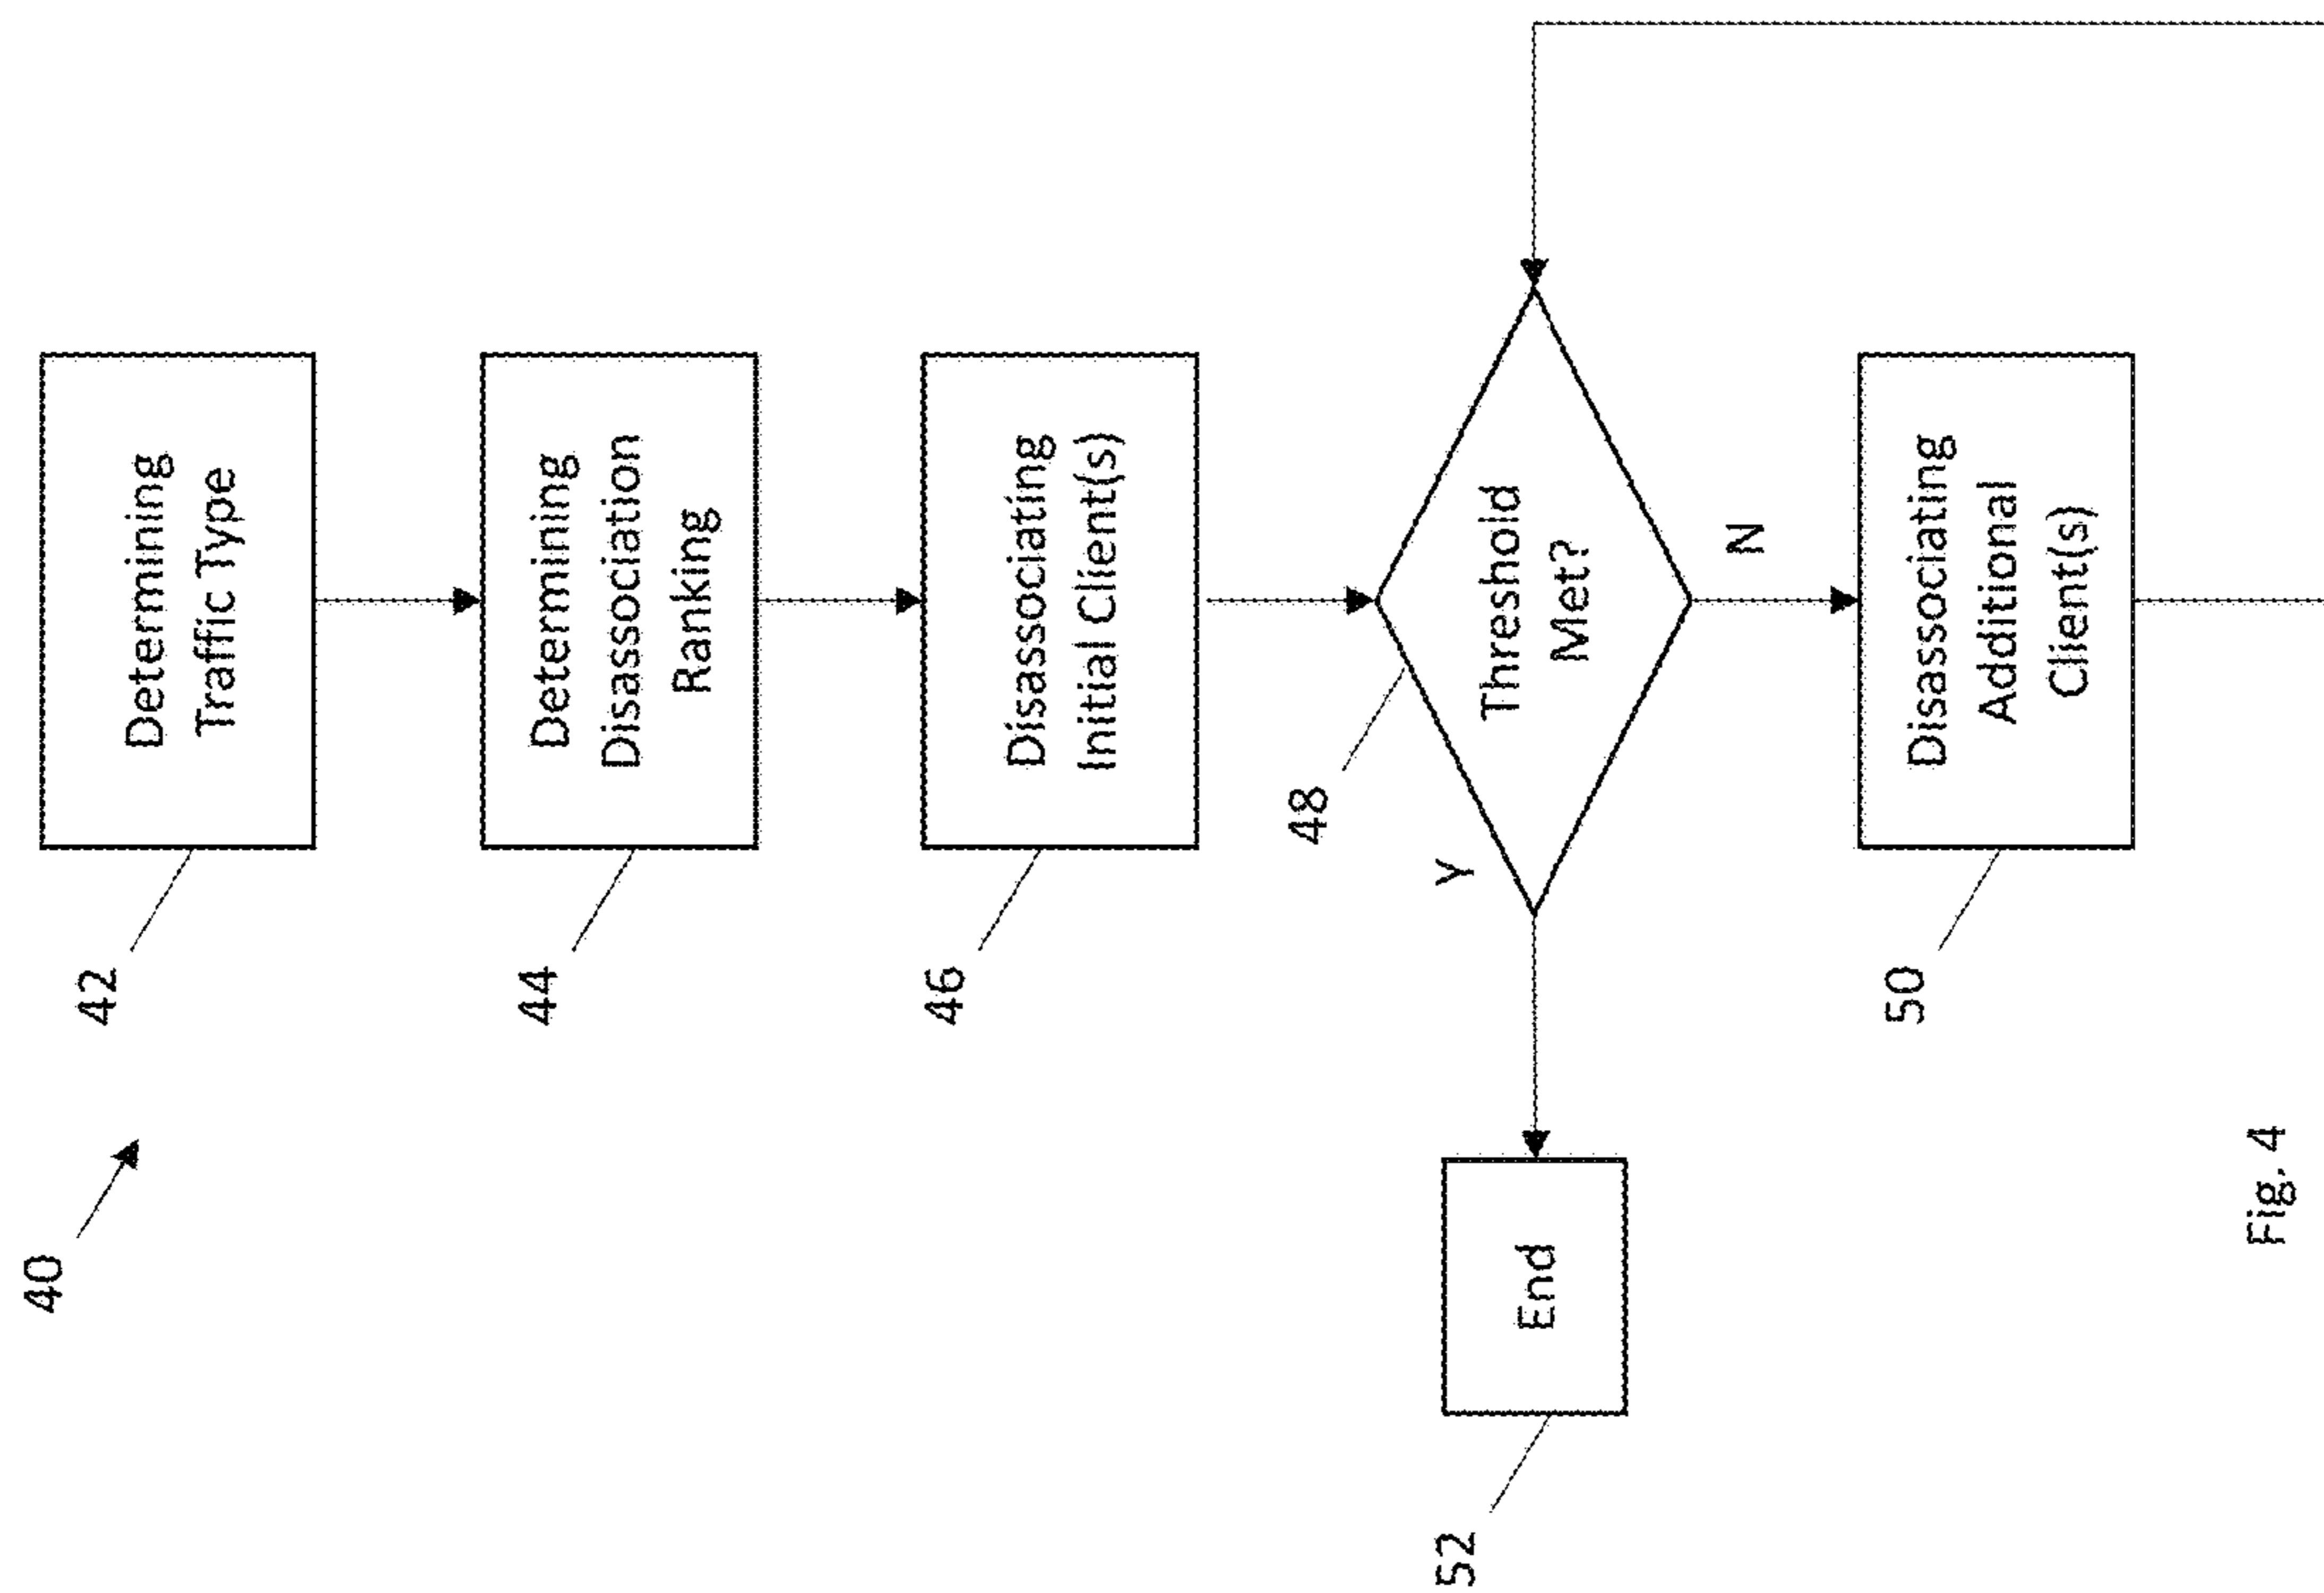 40
42
Determining
Traffic Type
44
Determining
Disassociation
Ranking
46
Disassociating
Initial Client(s)
48
Threshold
Met?
Y
N
52
End
50
Disassociating
Additional
Client(s)
Fig. 4